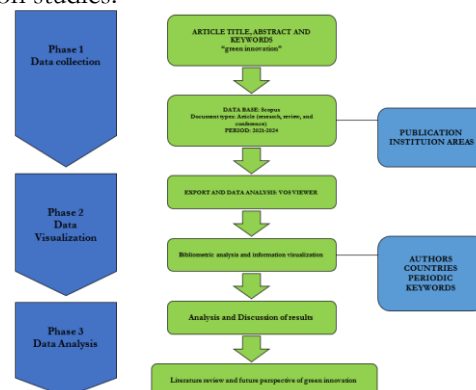 on studies.
Phase 1
Data collection
ARTICLE TITLE, ABSTRACT AND
KEYWORDS
"green innovation"
DATA BASE: Scopus
Document types: Article (research, review, and
conference)
PERIOD: 2021-2024
PUBLICATION
INSTITUION AREAS
Phase 2
Data
Visualization
EXPORT AND DATA ANALYSIS: VOS VIEWER
Bibliometric analysis and information visualization
AUTHORS
COUNTRIES
PERIODIC
KEYWORDS
Phase 3
Data Analysis
Analysis and Discussion of results
Literature review and future perspective of green innovation